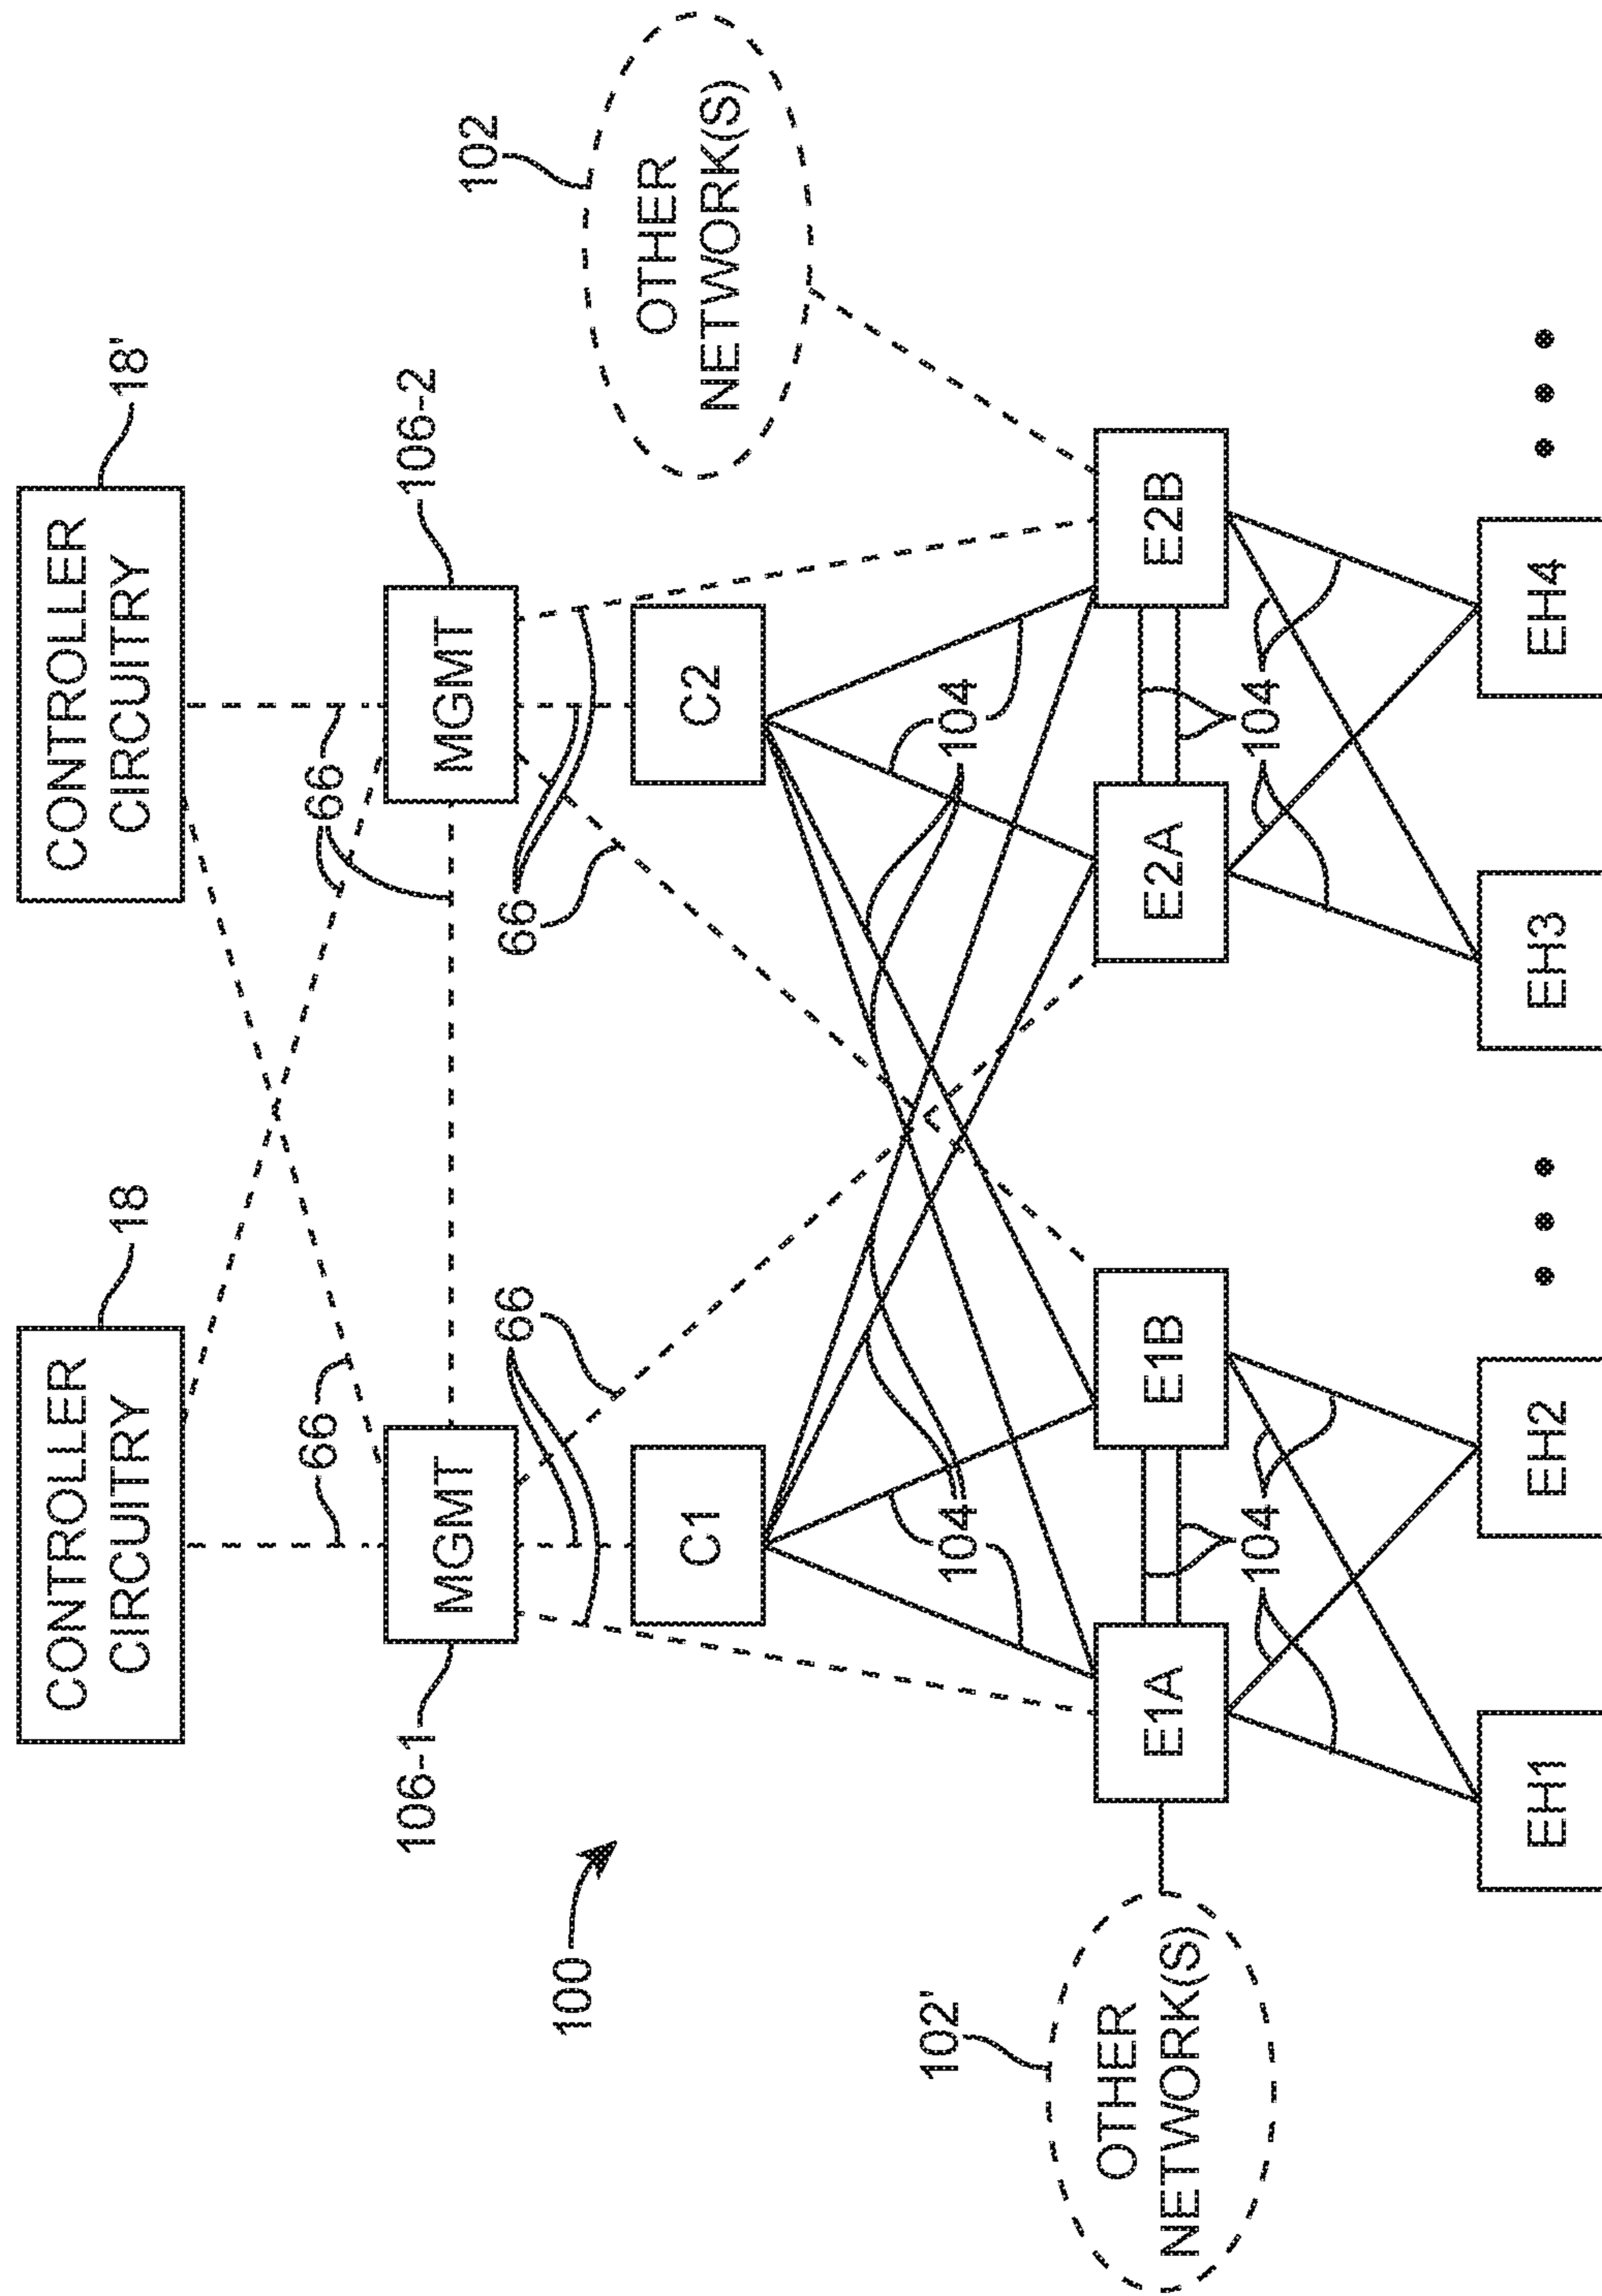 CONTROLLER
CIRCUITRY
18
CONTROLLER
CIRCUITRY
18'
66
66
106-1
MGMT
MGMT
106-2
66
66
66
66
102
OTHER
NETWORK(S)
100
C1
C2
104
104
104
104
102'
OTHER
NETWORK(S)
E1A
E1B
E2A
E2B
104
104
EH1
EH2
EH3
EH4